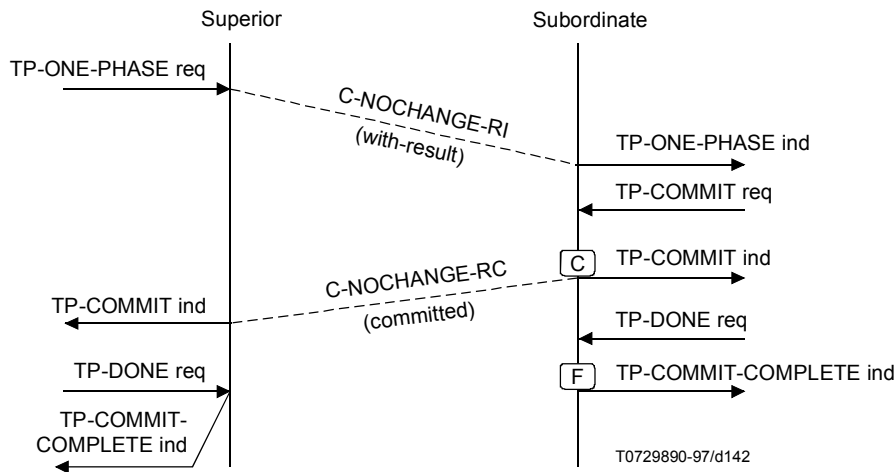 Superior
Subordinate
TP-ONE-PHASE req
C-NOCHANGE-RI
(with-result)
TP-ONE-PHASE ind
TP-COMMIT req
C
TP-COMMIT ind
C-NOCHANGE-RC
(committed)
TP-COMMIT ind
TP-DONE req
TP-DONE req
F
TP-COMMIT-COMPLETE ind
TP-COMMIT-
COMPLETE ind
T0729890-97/d142